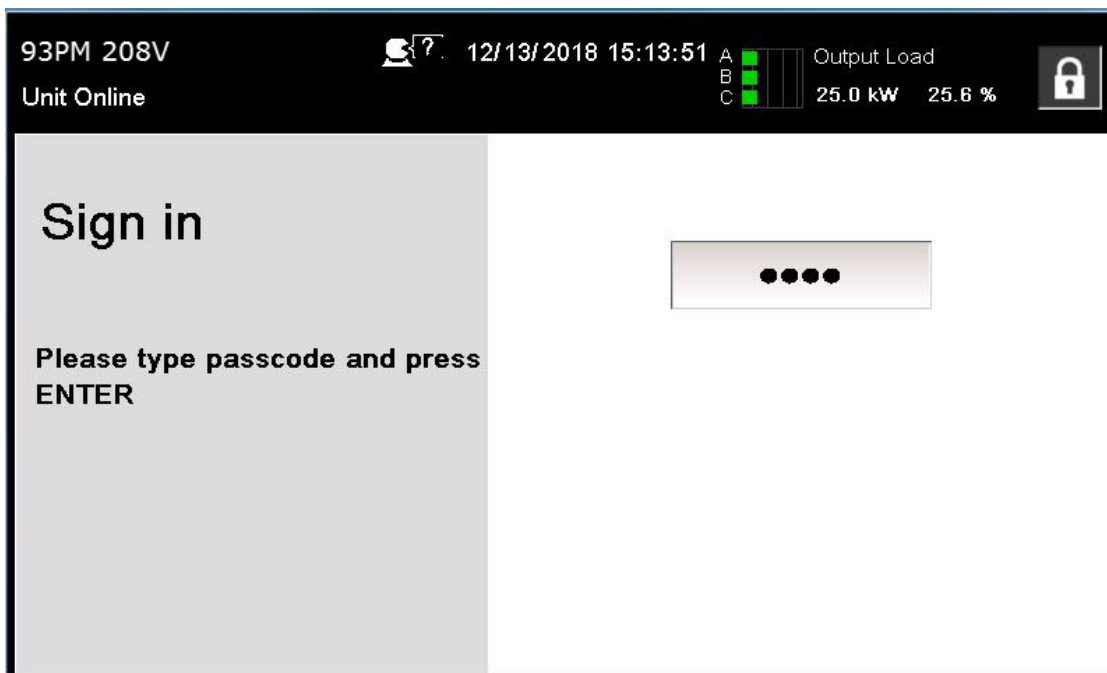 93PM 208V
?
12/13/2018 15:13:51
Unit Online
A
B
C
Output Load
25.0 kW 25.6 %
Sign in
Please type passcode and press
ENTER